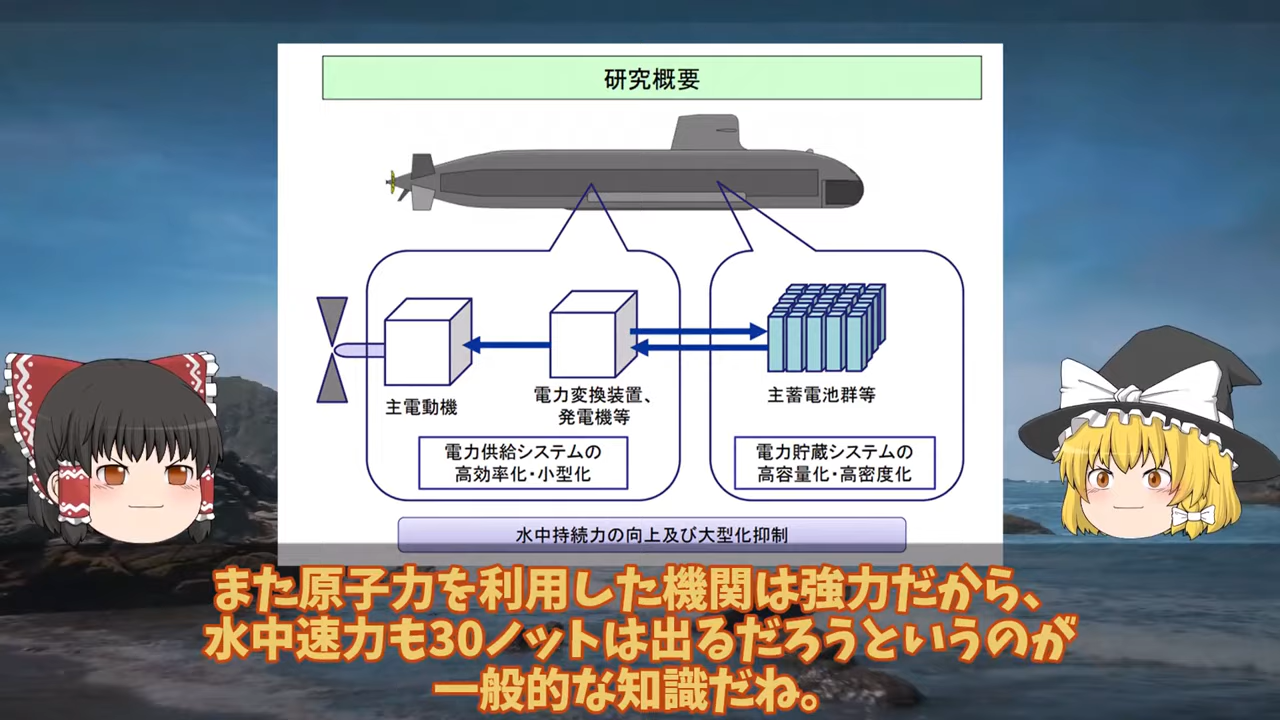 研究概要
主電動機
電力変換装置、
発電機等
主蓄電池群等
電力供給システムの
高効率化・小型化
電力貯蔵システムの
高容量化・高密度化
水中持続力の向上及び大型化抑制
また原子力を利用した機関は強力だから、
水中速力も30ノットは出るだろうというのが
一般的な知識だね。